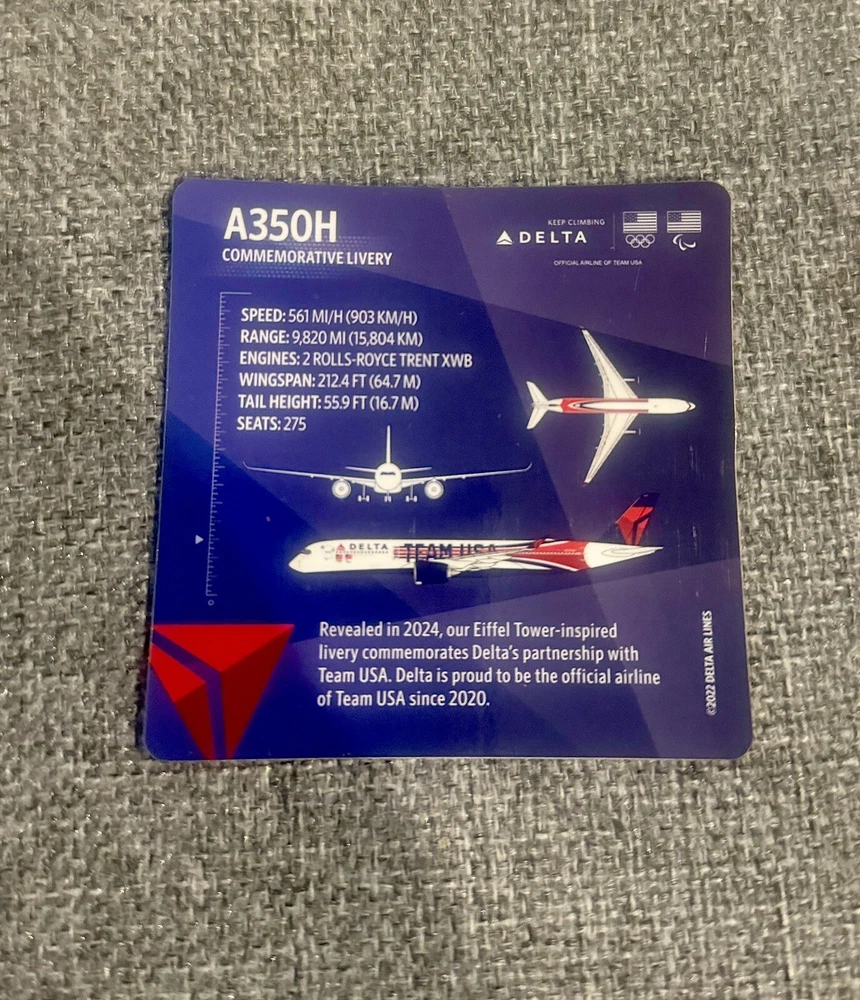 A350H
COMMEMORATIVE LIVERY
KEEP CLIMBING
DELTA
OFFICIAL AIRLINE OF TEAM USA
SPEED: 561 MI/H (903 KM/H)
RANGE: 9,820 MI (15,804 KM)
ENGINES: 2 ROLLS-ROYCE TRENT XWB
WINGSPAN: 212.4 FT (64.7 M)
TAIL HEIGHT: 55.9 FT (16.7 M)
SEATS: 275
DELTA TEAM USA
0
Revealed in 2024, our Eiffel Tower-inspired
livery commemorates Delta's partnership with
Team USA. Delta is proud to be the official airline
of Team USA since 2020.
©2022 DELTA AIR LINES